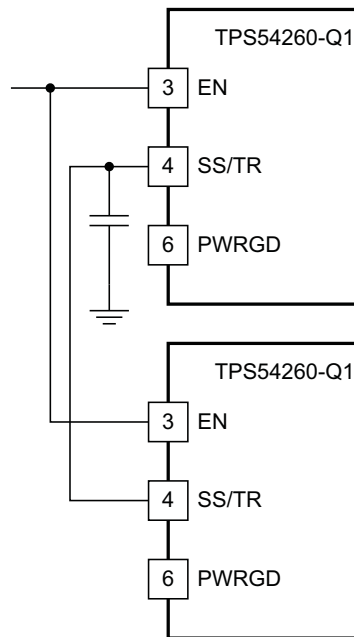 TPS54260-Q1
3 EN
4 SS/TR
6 PWRGD
TPS54260-Q1
3 EN
4 SS/TR
6 PWRGD